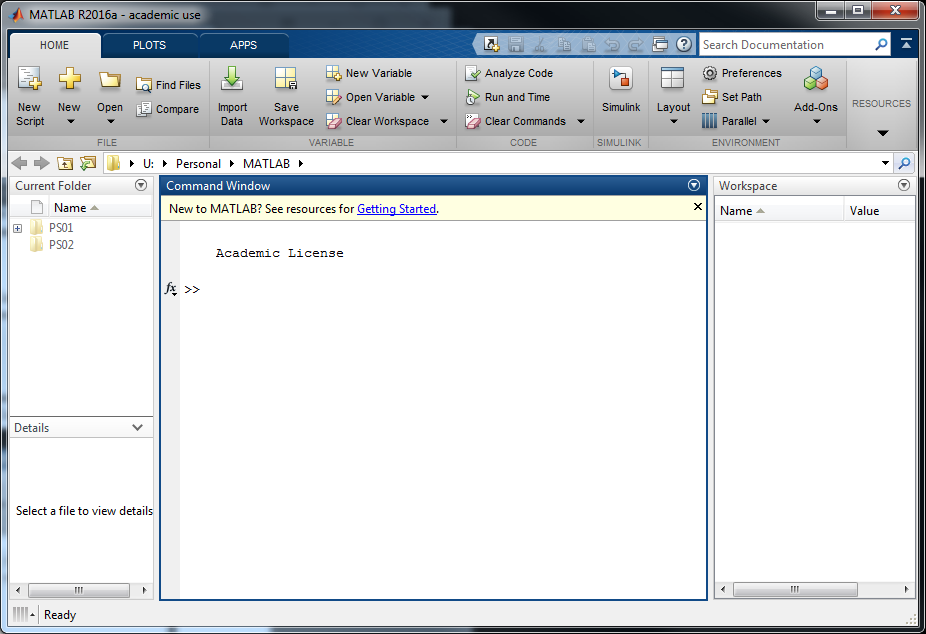 MATLAB R2016a - academic use
HOME PLOTS APPS
Search Documentation
New Script
New
Open
Find Files
Compare
FILE
Import Data
Save Workspace
New Variable
Open Variable
Clear Workspace
VARIABLE
Analyze Code
Run and Time
Clear Commands
CODE
Simulink
SIMULINK
Layout
Preferences
Set Path
Parallel
Add-Ons
ENVIRONMENT
RESOURCES
U: Personal MATLAB
Current Folder
Name
PS01
PS02
Details
Select a file to view details
Command Window
New to MATLAB? See resources for Getting Started.
Academic License
fx >>
Workspace
Name Value
Ready